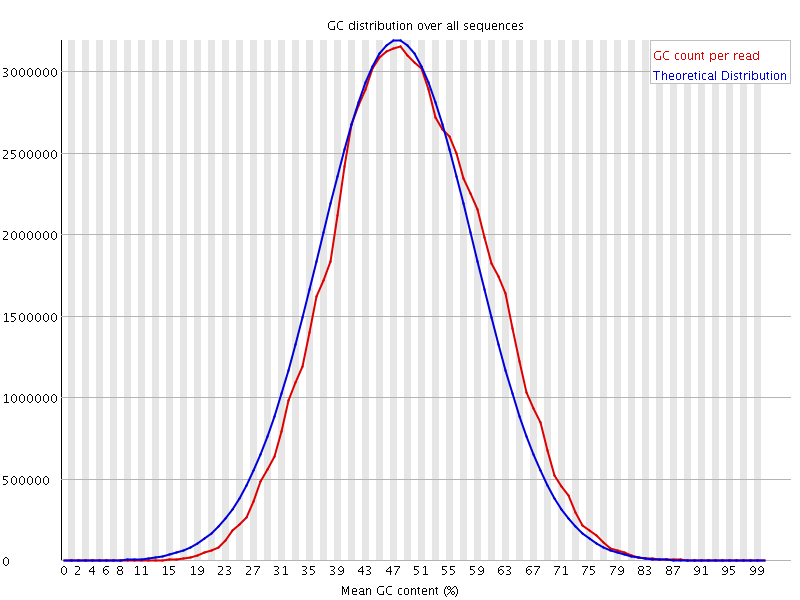 GC distribution over all sequences
GC count per read
Theoretical Distribution
3000000
2500000
2000000
1500000
1000000
500000
0
0 2 4 6 8 11 15 19 23 27 31 35 39 43 47 51 55 59 63 67 71 75 79 83 87 91 95 99
Mean GC content (%)